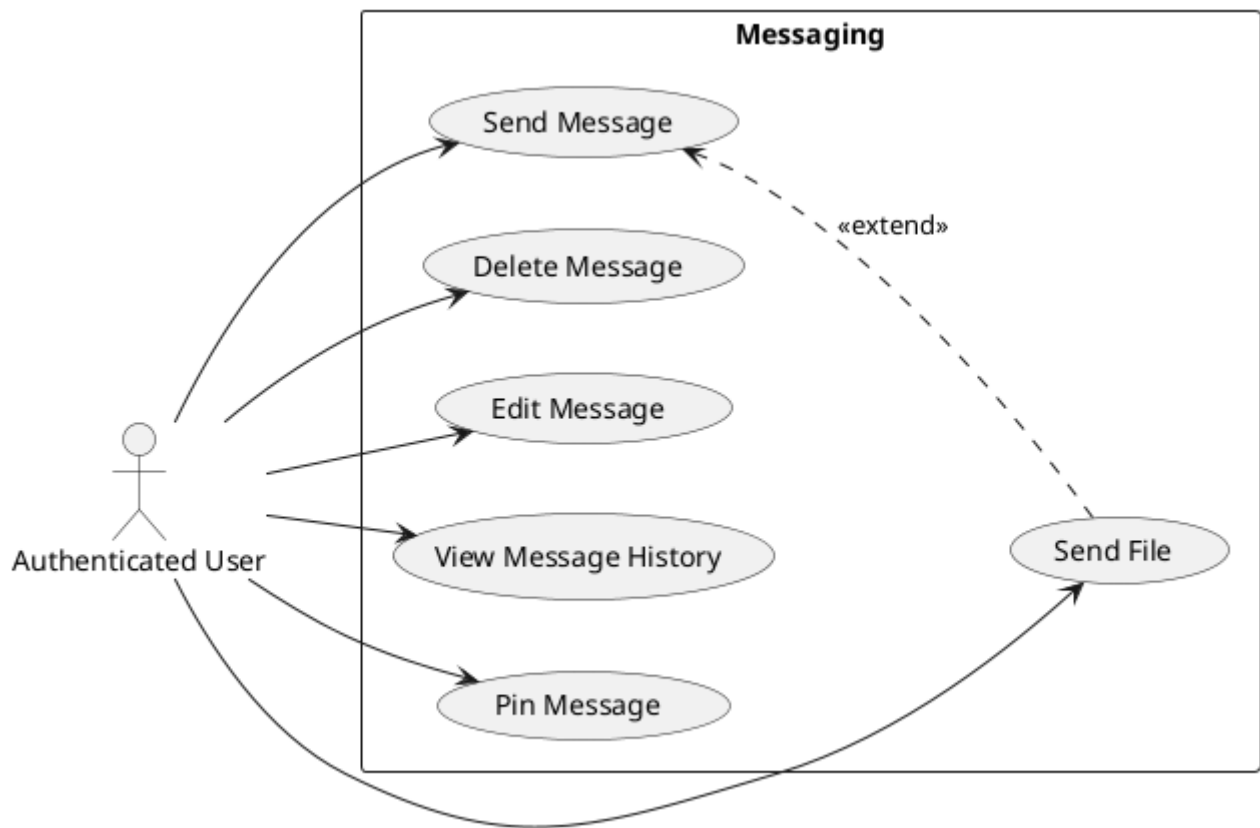 Messaging
Send Message
«extend»
Delete Message
Edit Message
Authenticated User
View Message History
Send File
Pin Message